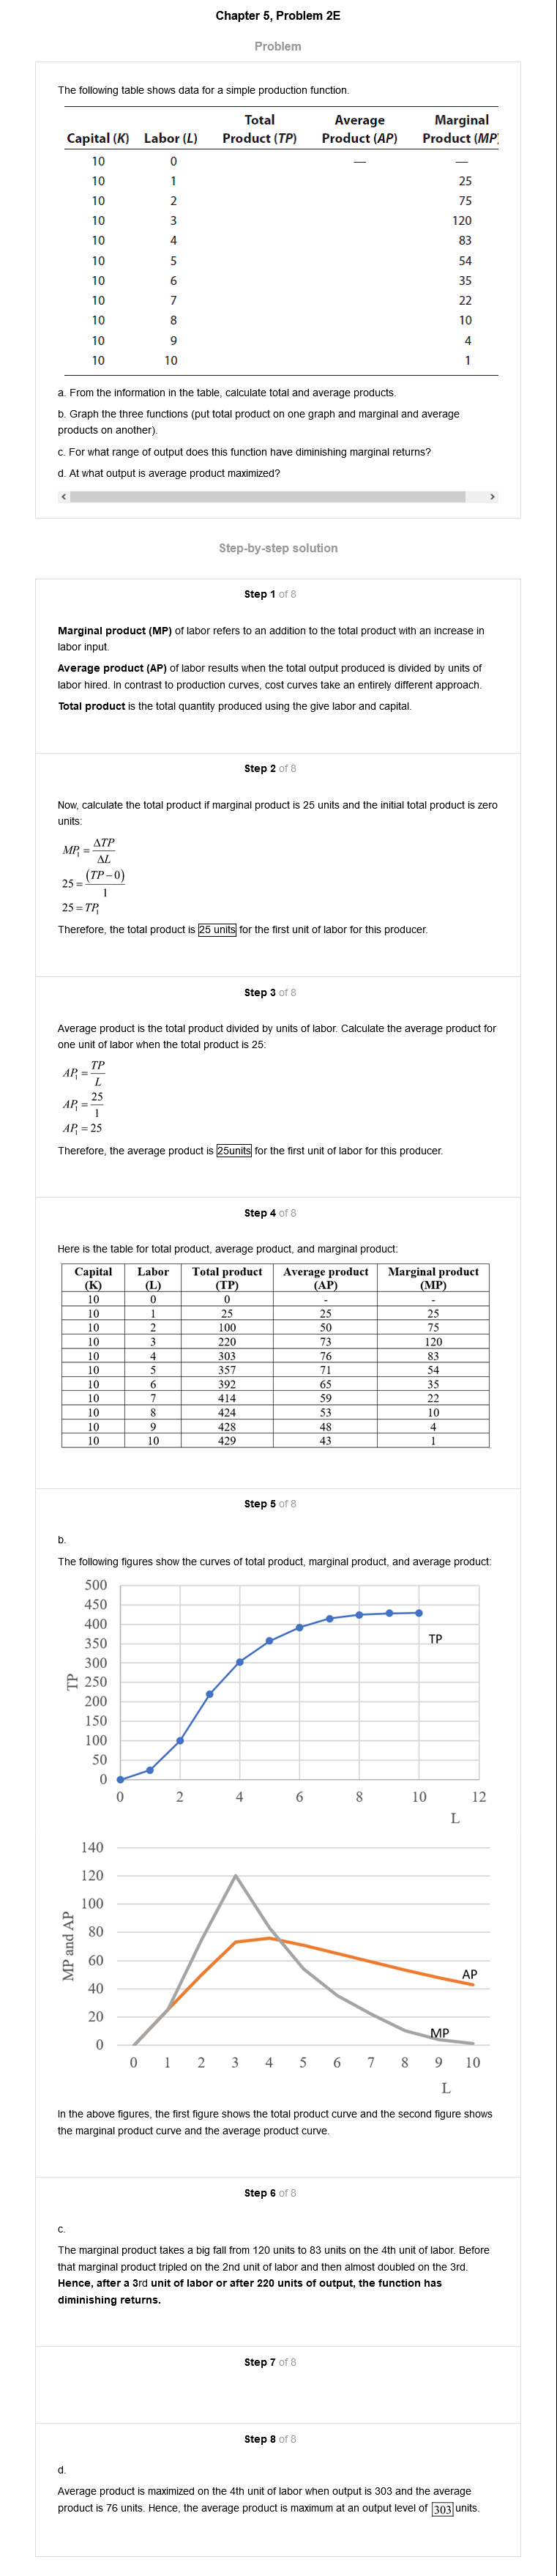 Chapter 5, Problem 2E
Problem
The following table shows data for a simple production function.
Total Average Marginal
Capital (K) Labor (L) Product (TP) Product (AP) Product (MP)
10 0 — —
10 1 25
10 2 75
10 3 120
10 4 83
10 5 54
10 6 35
10 7 22
10 8 10
10 9 4
10 10 1
a. From the information in the table, calculate total and average products.
b. Graph the three functions (put total product on one graph and marginal and average
products on another).
c. For what range of output does this function have diminishing marginal returns?
d. At what output is average product maximized?
Step-by-step solution
Step 1 of 8
Marginal product (MP) of labor refers to an addition to the total product with an increase in
labor input.
Average product (AP) of labor results when the total output produced is divided by units of
labor hired. In contrast to production curves, cost curves take an entirely different approach.
Total product is the total quantity produced using the give labor and capital.
Step 2 of 8
Now, calculate the total product if marginal product is 25 units and the initial total product is zero
units:
MP₁ = ΔTP / ΔL
25 = (TP − 0) / 1
25 = TP₁
Therefore, the total product is 25 units for the first unit of labor for this producer.
Step 3 of 8
Average product is the total product divided by units of labor. Calculate the average product for
one unit of labor when the total product is 25:
AP₁ = TP / L
AP₁ = 25 / 1
AP₁ = 25
Therefore, the average product is 25units for the first unit of labor for this producer.
Step 4 of 8
Here is the table for total product, average product, and marginal product:
Capital Labor Total product Average product Marginal product
(K) (L) (TP) (AP) (MP)
10 0 0 - -
10 1 25 25 25
10 2 100 50 75
10 3 220 73 120
10 4 303 76 83
10 5 357 71 54
10 6 392 65 35
10 7 414 59 22
10 8 424 53 10
10 9 428 48 4
10 10 429 43 1
Step 5 of 8
b.
The following figures show the curves of total product, marginal product, and average product:
500
450
400
350
300
250
200
150
100
50
0
TP
TP
0 2 4 6 8 10 12
L
140
120
100
80
60
40
20
0
MP and AP
AP
MP
0 1 2 3 4 5 6 7 8 9 10
L
In the above figures, the first figure shows the total product curve and the second figure shows
the marginal product curve and the average product curve.
Step 6 of 8
c.
The marginal product takes a big fall from 120 units to 83 units on the 4th unit of labor. Before
that marginal product tripled on the 2nd unit of labor and then almost doubled on the 3rd.
Hence, after a 3rd unit of labor or after 220 units of output, the function has
diminishing returns.
Step 7 of 8
Step 8 of 8
d.
Average product is maximized on the 4th unit of labor when output is 303 and the average
product is 76 units. Hence, the average product is maximum at an output level of 303 units.